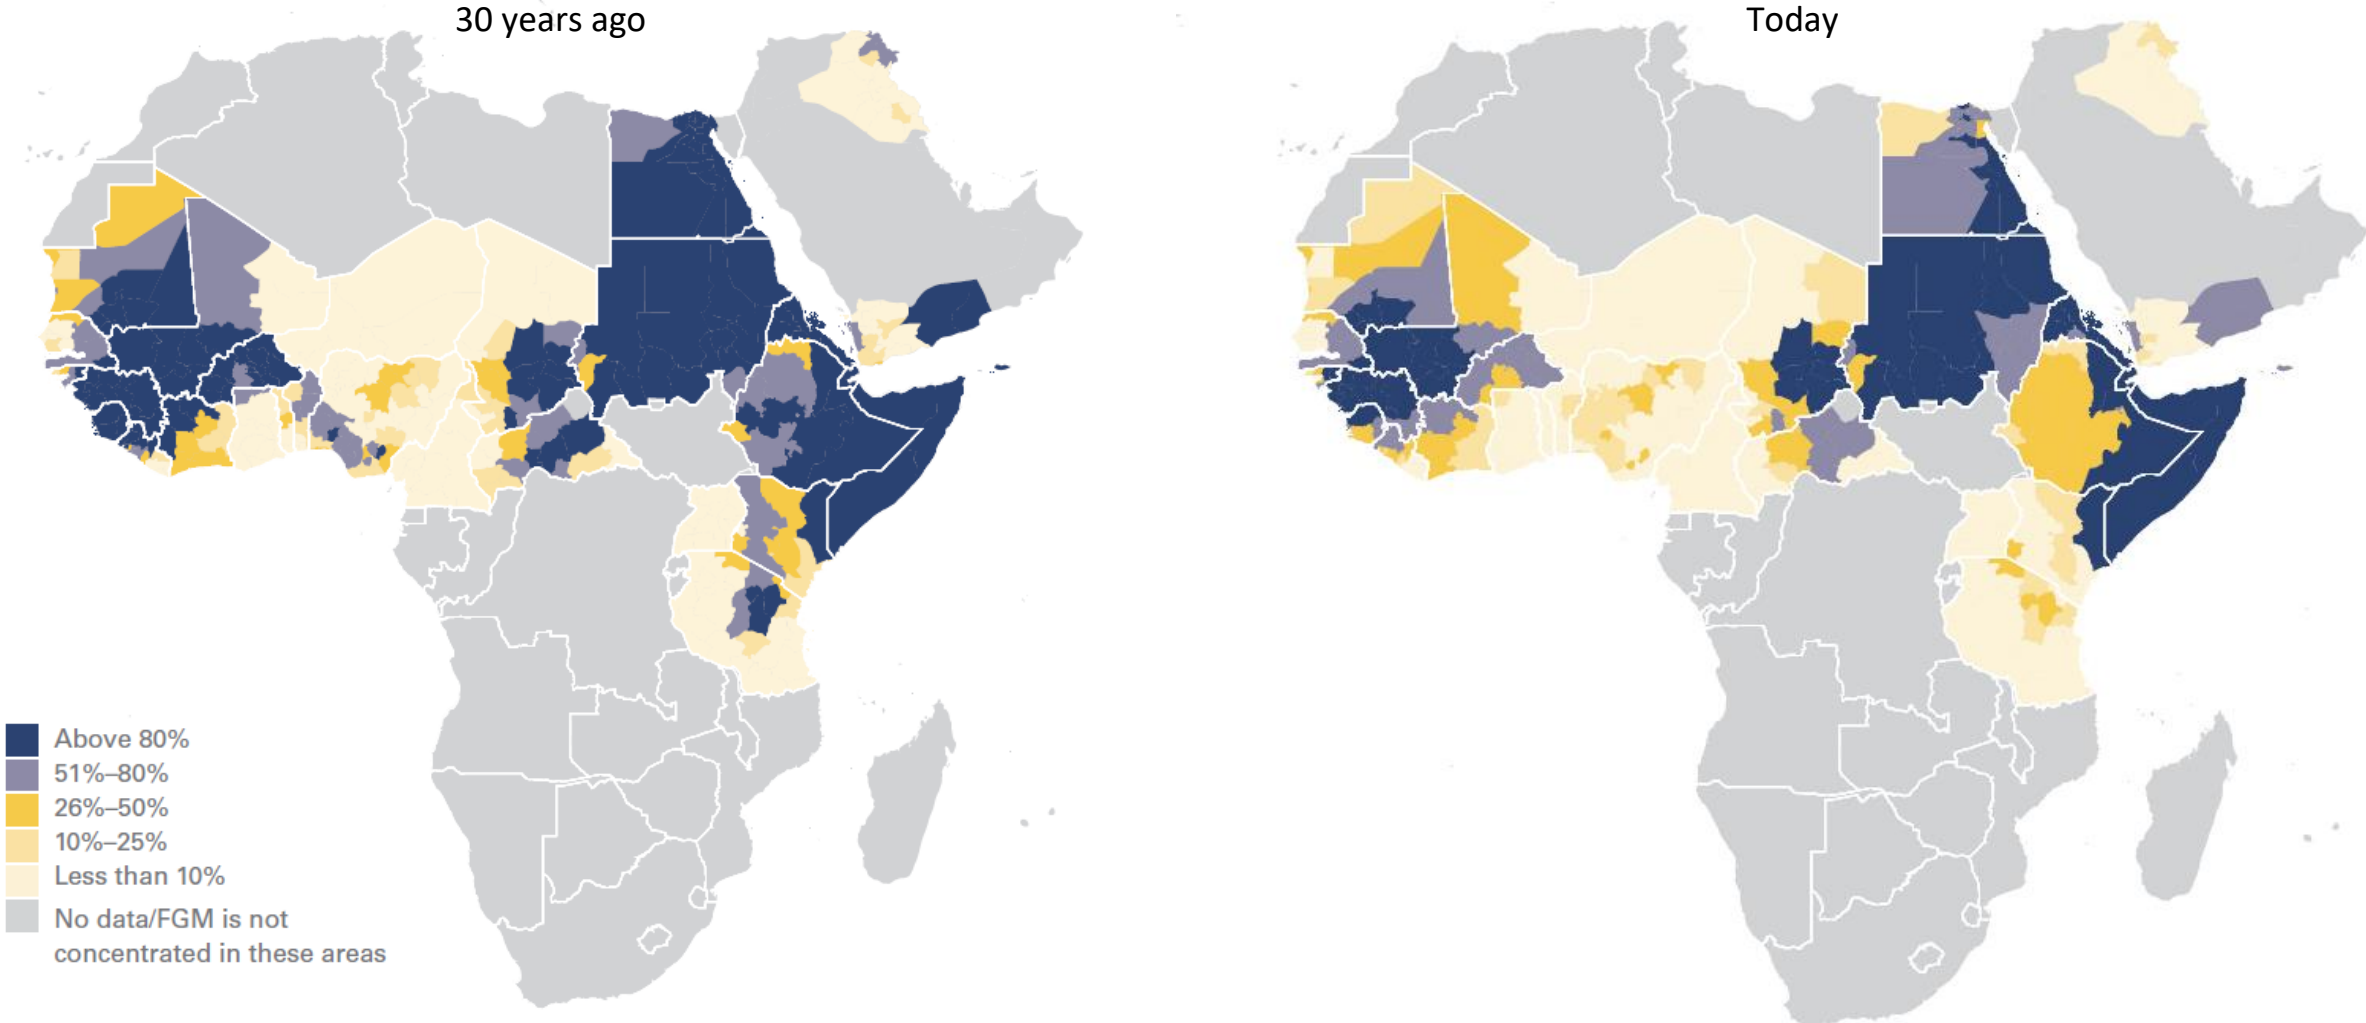 30 years ago
Today
Above 80%
51%–80%
26%–50%
10%–25%
Less than 10%
No data/FGM is not
concentrated in these areas